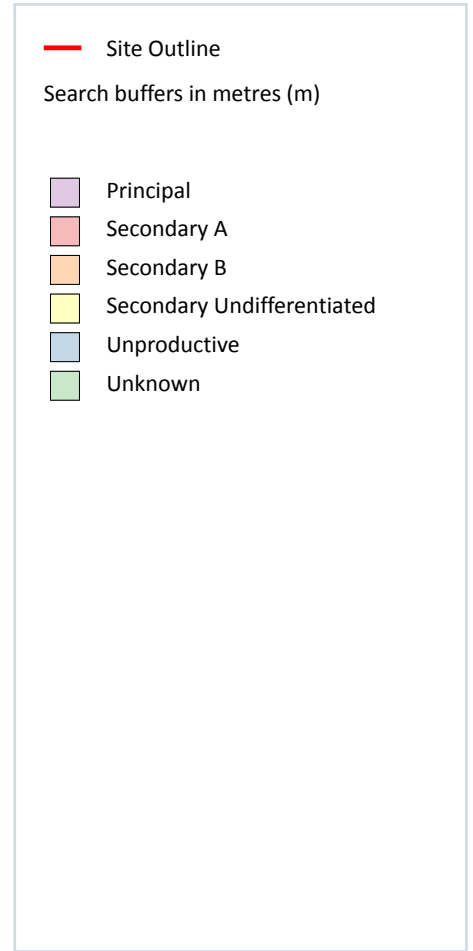 Site Outline
Search buffers in metres (m)
Principal
Secondary A
Secondary B
Secondary Undifferentiated
Unproductive
Unknown